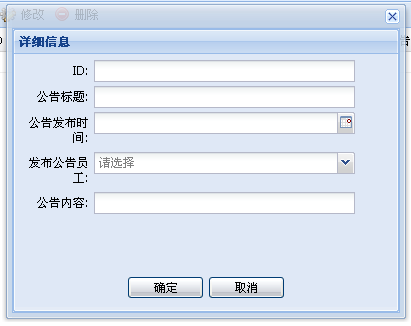 修改 删除
告
详细信息
ID:
公告标题:
公告发布时
间:
发布公告员
工:
请选择
公告内容:
确定 取消